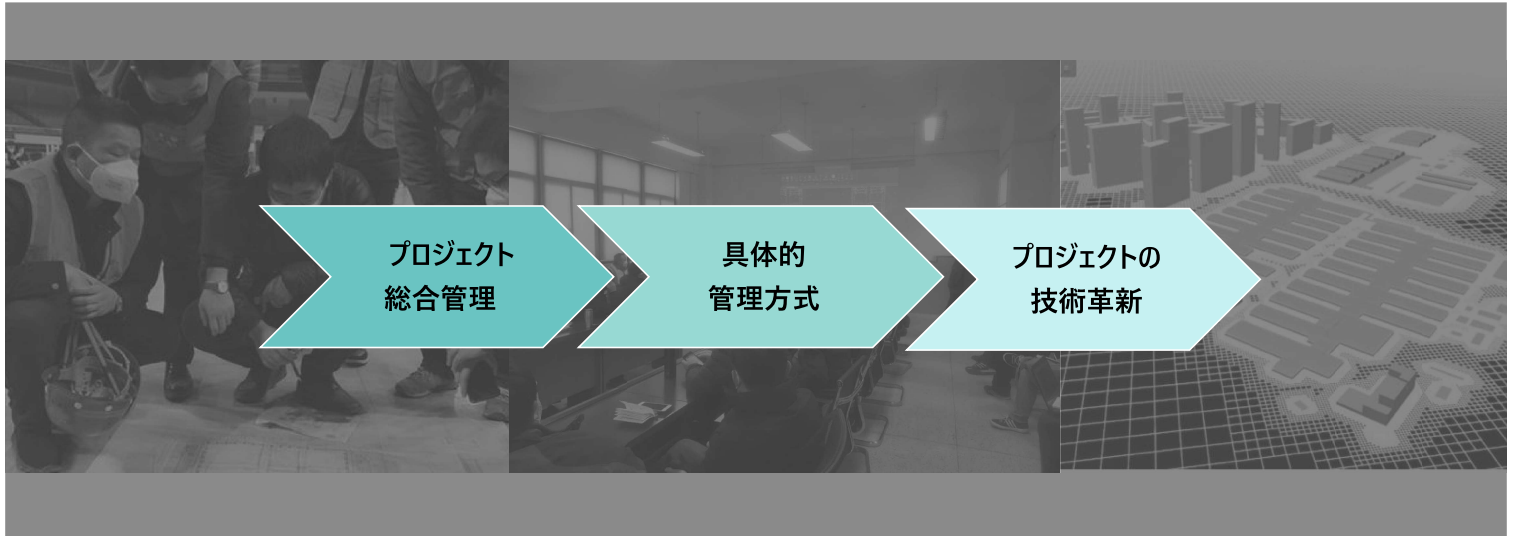 プロジェクト
総合管理
具体的
管理方式
プロジェクトの
技術革新